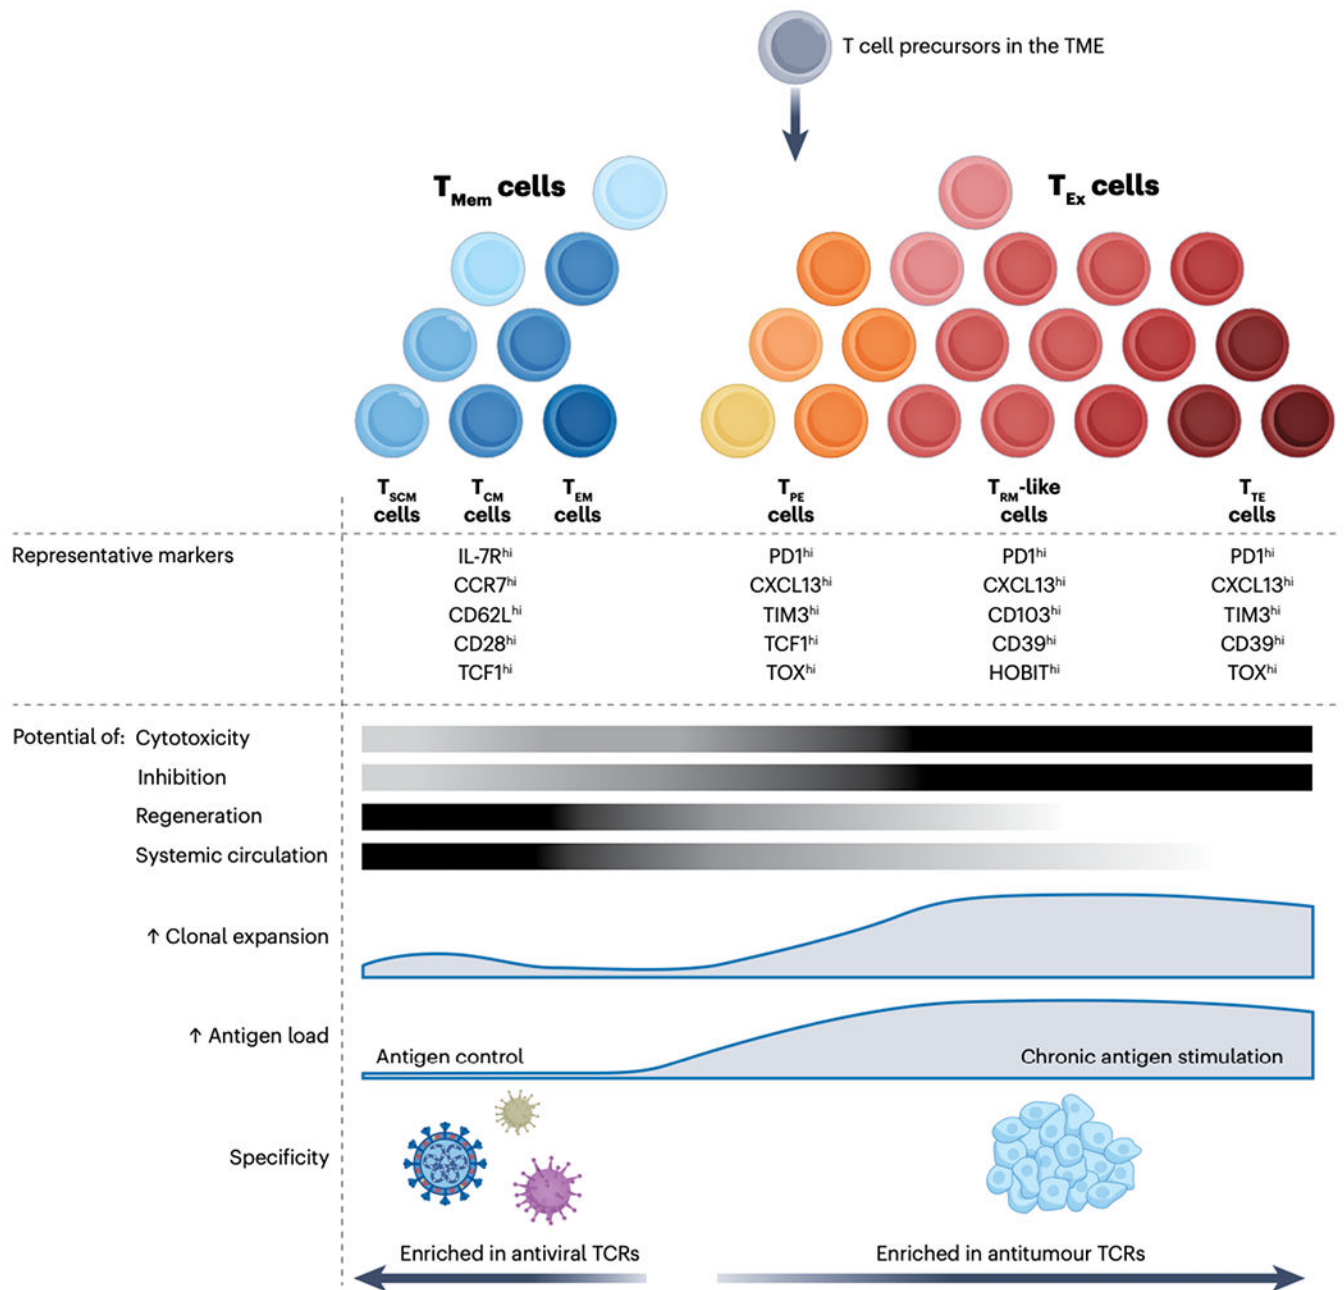 T cell precursors in the TME
TMem cells
TEx cells
TSCM cells
TCM cells
TEM cells
TPE cells
TRM-like cells
TTE cells
Representative markers
IL-7Rhi
CCR7hi
CD62Lhi
CD28hi
TCF1hi
PD1hi
CXCL13hi
TIM3hi
TCF1hi
TOXhi
PD1hi
CXCL13hi
CD103hi
CD39hi
HOBIThi
PD1hi
CXCL13hi
TIM3hi
CD39hi
TOXhi
Potential of: Cytotoxicity
Inhibition
Regeneration
Systemic circulation
↑ Clonal expansion
↑ Antigen load
Antigen control
Chronic antigen stimulation
Specificity
Enriched in antiviral TCRs
Enriched in antitumour TCRs